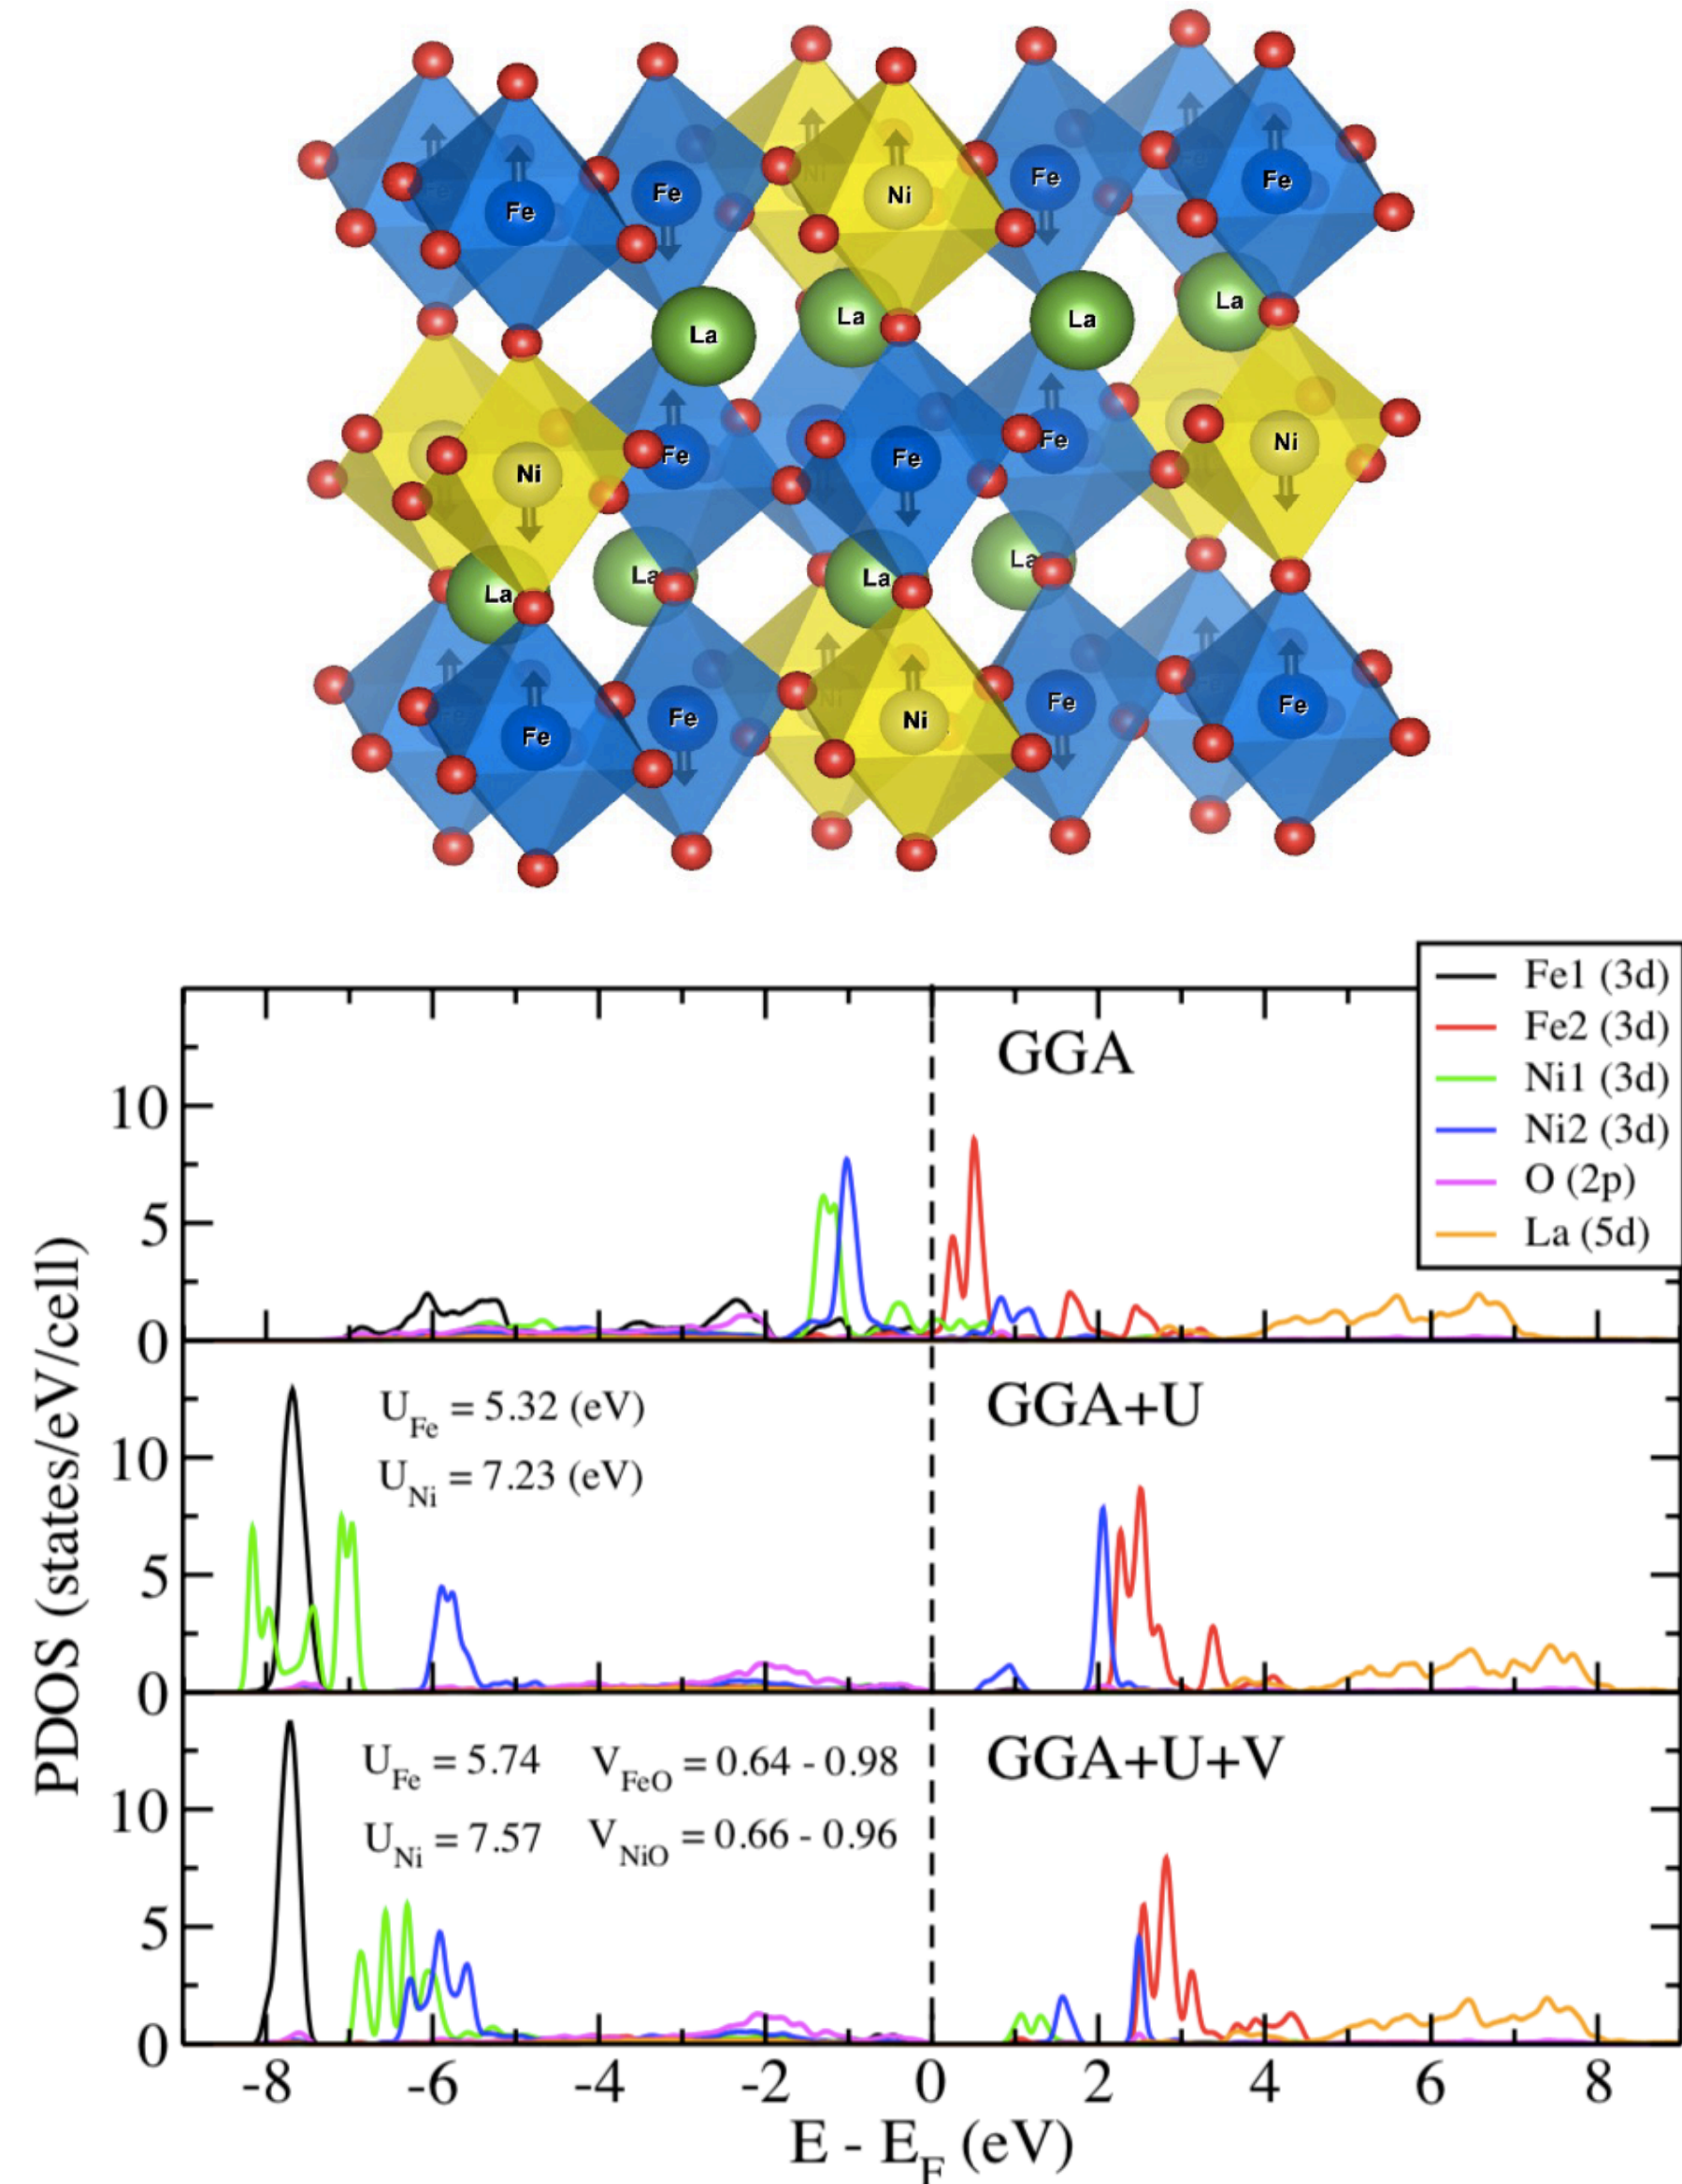 Fe Fe Ni Fe Fe
La La La La
Ni Fe Fe Fe Ni
La La La La
Fe Fe Ni Fe Fe
Fe1 (3d)
Fe2 (3d)
Ni1 (3d)
Ni2 (3d)
O (2p)
La (5d)
GGA
10
5
0
PDOS (states/eV/cell)
U_Fe = 5.32 (eV)
U_Ni = 7.23 (eV)
GGA+U
10
5
0
U_Fe = 5.74 V_FeO = 0.64 - 0.98
U_Ni = 7.57 V_NiO = 0.66 - 0.96
GGA+U+V
10
5
0
-8 -6 -4 -2 0 2 4 6 8
E - E_F (eV)